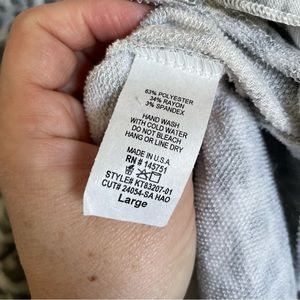 63% POLYESTER
34% RAYON
3% SPANDEX
HAND WASH
WITH COLD WATER
DO NOT BLEACH
HANG OR LINE DRY
MADE IN U.S.A.
RN # 145751
STYLE# KT83207-01
CUT# 24054-SA HAO
Large